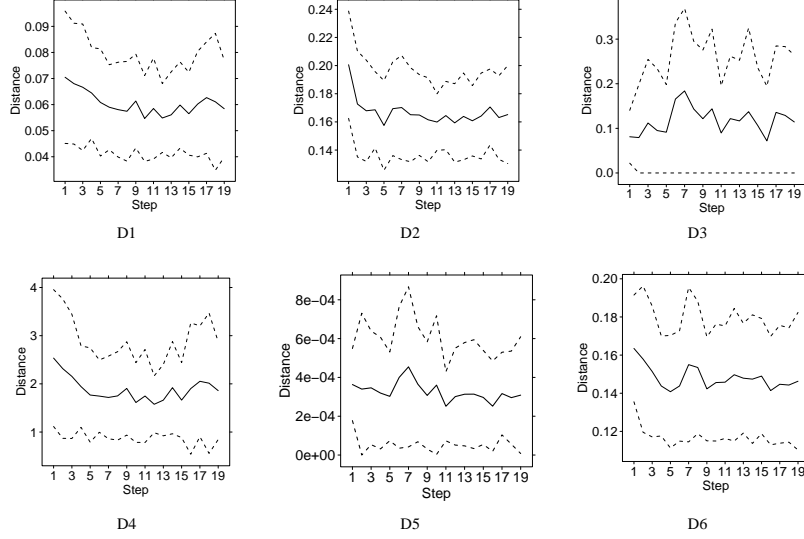 0.09
0.08
0.07
0.06
0.05
0.04
Distance
1 3 5 7 9 11 13 15 17 19
Step
D1
0.24
0.22
0.20
0.18
0.16
0.14
Distance
1 3 5 7 9 11 13 15 17 19
Step
D2
0.3
0.2
0.1
0.0
Distance
1 3 5 7 9 11 13 15 17 19
Step
D3
4
3
2
1
Distance
1 3 5 7 9 11 13 15 17 19
Step
D4
8e−04
6e−04
4e−04
2e−04
0e+00
Distance
1 3 5 7 9 11 13 15 17 19
Step
D5
0.20
0.18
0.16
0.14
0.12
Distance
1 3 5 7 9 11 13 15 17 19
Step
D6